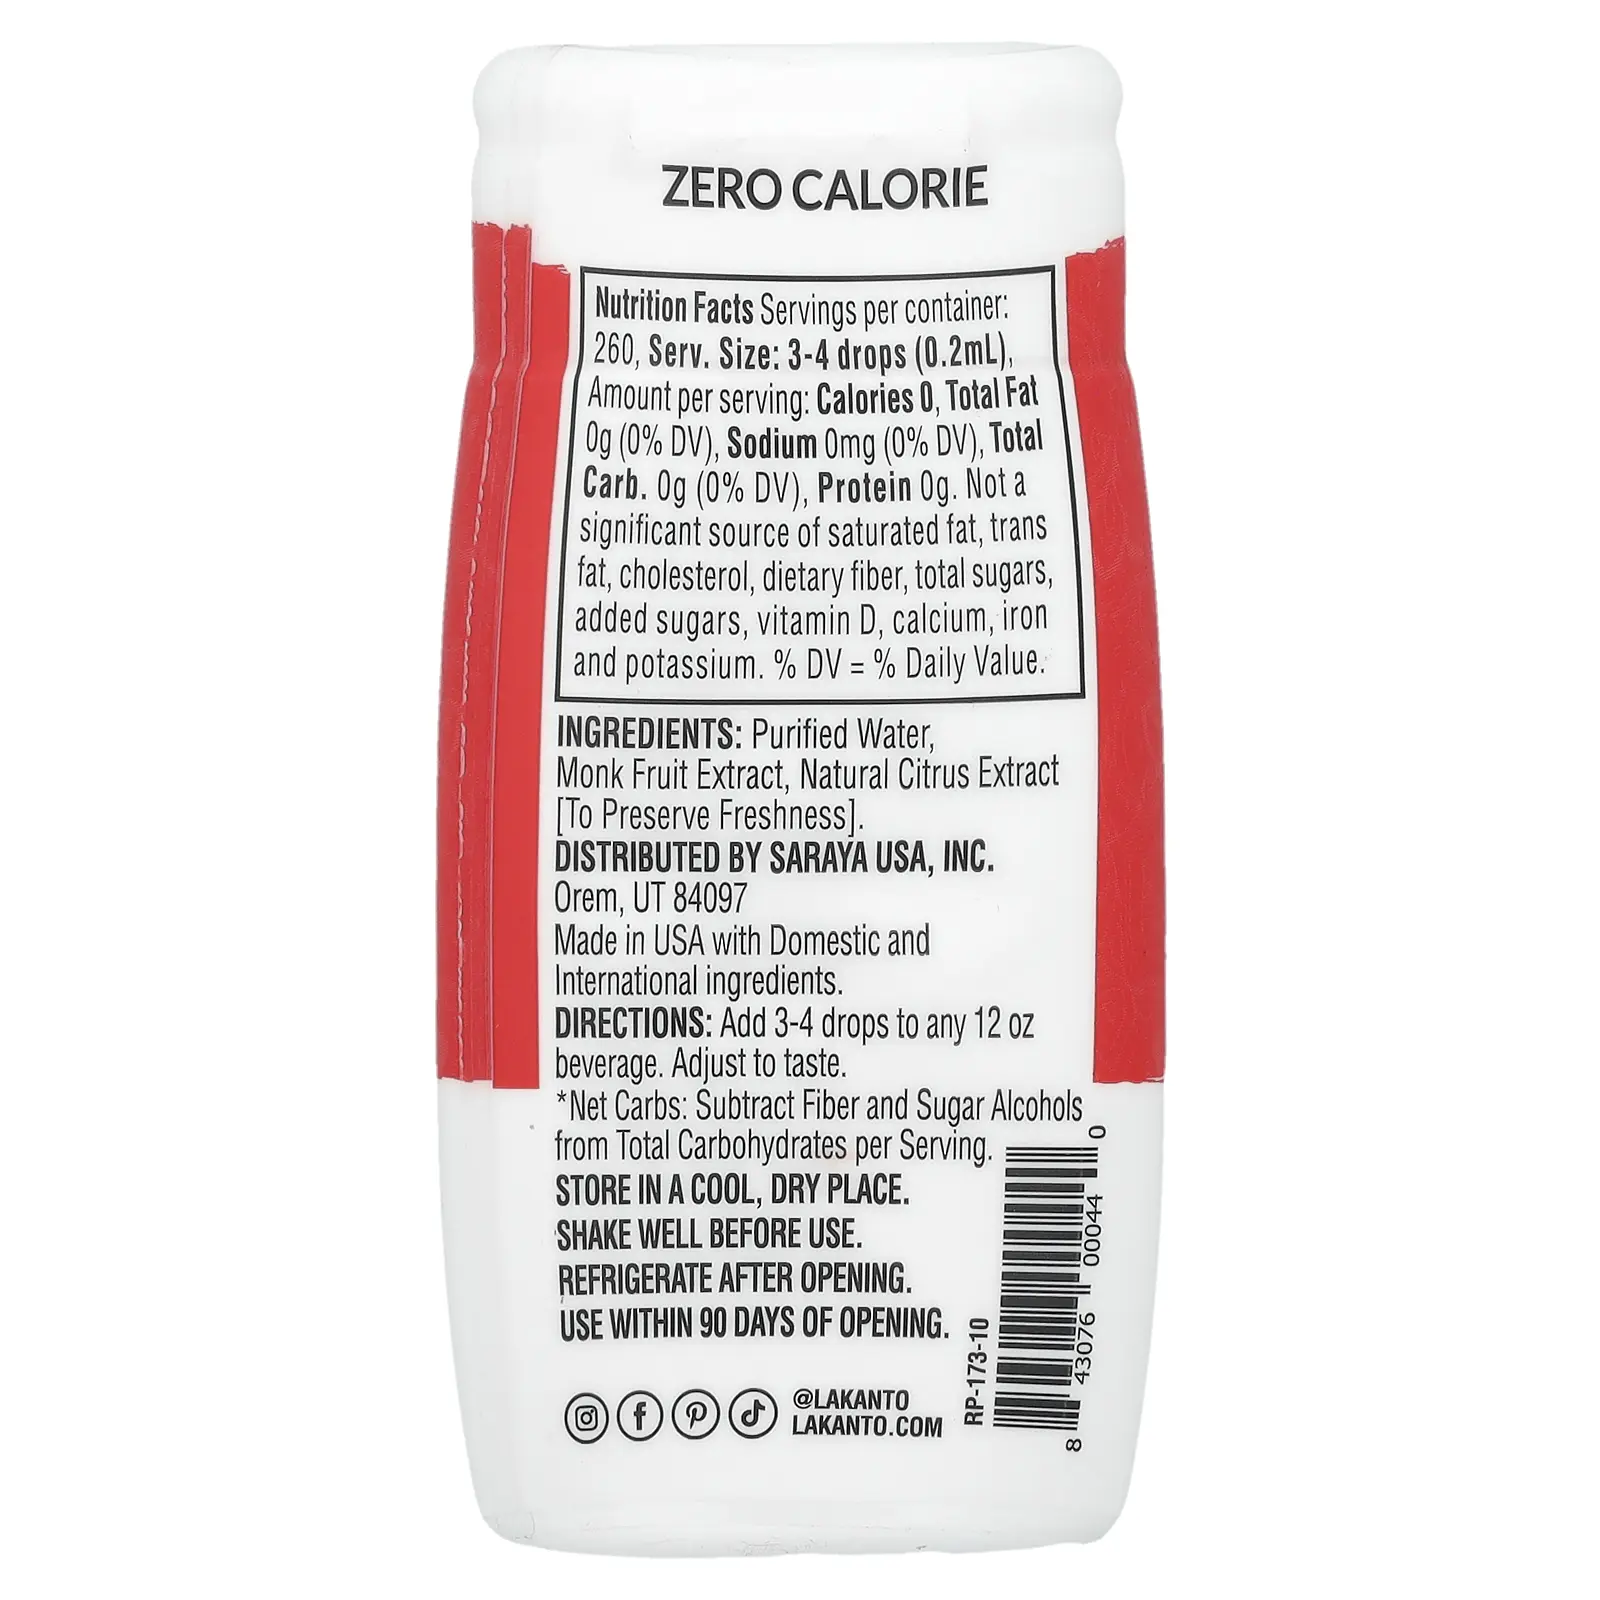 ZERO CALORIE
Nutrition Facts Servings per container:
260, Serv. Size: 3-4 drops (0.2mL),
Amount per serving: Calories 0, Total Fat
0g (0% DV), Sodium 0mg (0% DV), Total
Carb. 0g (0% DV), Protein 0g. Not a
significant source of saturated fat, trans
fat, cholesterol, dietary fiber, total sugars,
added sugars, vitamin D, calcium, iron
and potassium. % DV = % Daily Value.
INGREDIENTS: Purified Water,
Monk Fruit Extract, Natural Citrus Extract
[To Preserve Freshness].
DISTRIBUTED BY SARAYA USA, INC.
Orem, UT 84097
Made in USA with Domestic and
International ingredients.
DIRECTIONS: Add 3-4 drops to any 12 oz
beverage. Adjust to taste.
*Net Carbs: Subtract Fiber and Sugar Alcohols
from Total Carbohydrates per Serving.
STORE IN A COOL, DRY PLACE.
SHAKE WELL BEFORE USE.
REFRIGERATE AFTER OPENING.
USE WITHIN 90 DAYS OF OPENING.
@LAKANTO
LAKANTO.COM
RP-173-10
8 43076 00044 0